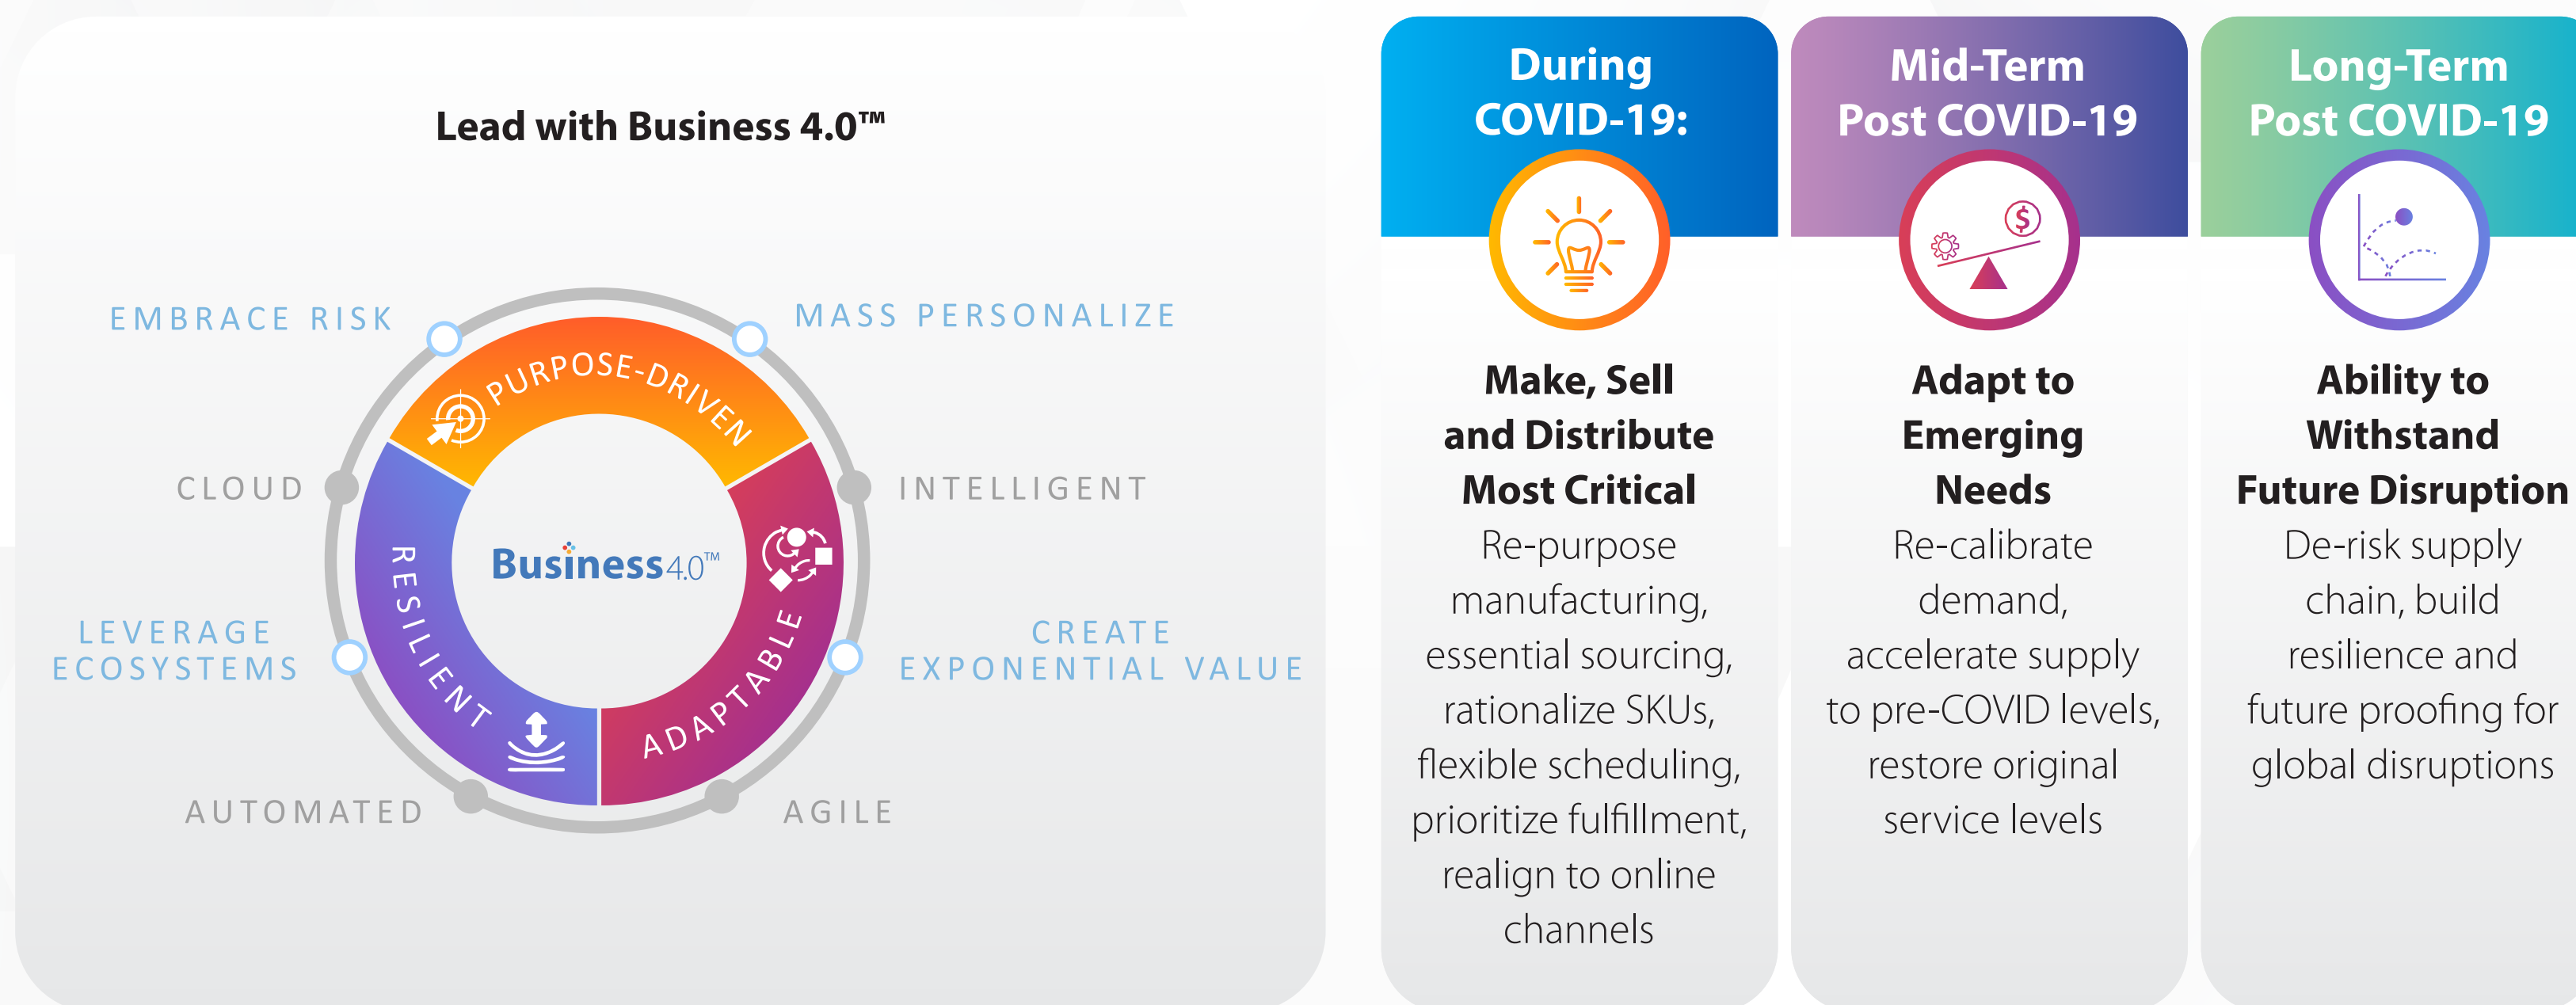 Lead with Business 4.0™
EMBRACE RISK
MASS PERSONALIZE
PURPOSE-DRIVEN
CLOUD
INTELLIGENT
RESILIENT
Business 4.0™
ADAPTABLE
LEVERAGE
ECOSYSTEMS
CREATE
EXPONENTIAL VALUE
AUTOMATED
AGILE
During
COVID-19:
Make, Sell
and Distribute
Most Critical
Re-purpose
manufacturing,
essential sourcing,
rationalize SKUs,
flexible scheduling,
prioritize fulfillment,
realign to online
channels
Mid-Term
Post COVID-19
$
Adapt to
Emerging
Needs
Re-calibrate
demand,
accelerate supply
to pre-COVID levels,
restore original
service levels
Long-Term
Post COVID-19
Ability to
Withstand
Future Disruption
De-risk supply
chain, build
resilience and
future proofing for
global disruptions